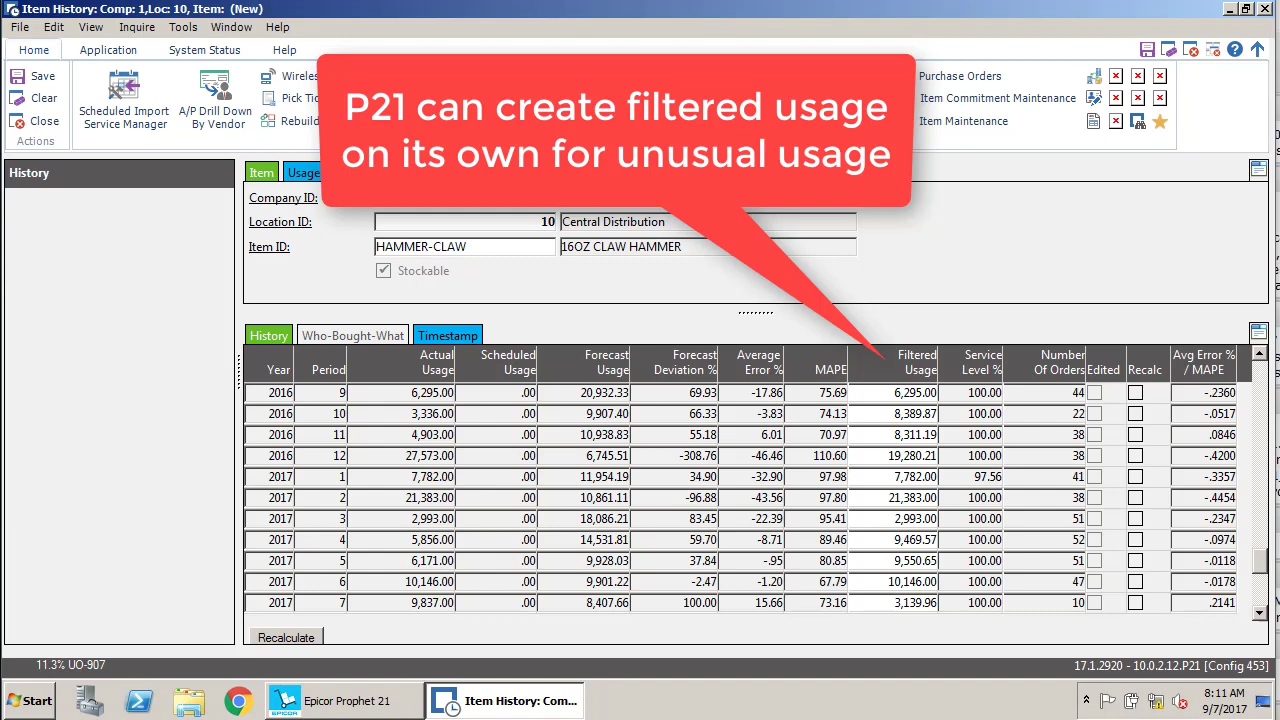 Item History: Comp: 1,Loc: 10, Item: (New)
File Edit View Inquire Tools Window Help
Home Application System Status Help
Save
Clear
Close
Actions
Scheduled Import
Service Manager
A/P Drill Down
By Vendor
Pick
Purchase Orders
Item Commitment Maintenance
Item Maintenance
P21 can create filtered usage
on its own for unusual usage
History
Item Usage
Company ID:
Location ID: 10 Central Distribution
Item ID: HAMMER-CLAW 16OZ CLAW HAMMER
Stockable
History Who-Bought-What Timestamp
Year Period Actual Usage Scheduled Usage Forecast Usage Forecast Deviation % Average Error % MAPE Filtered Usage Service Level % Number Of Orders Edited Recalc Avg Error % / MAPE
2016 9 6,295.00 .00 20,932.33 69.93 -17.86 75.69 6,295.00 100.00 44 -.2360
2016 10 3,336.00 .00 9,907.40 66.33 -3.83 74.13 8,389.87 100.00 22 -.0517
2016 11 4,903.00 .00 10,938.83 55.18 6.01 70.97 8,311.19 100.00 38 .0846
2016 12 27,573.00 .00 6,745.51 -308.76 -46.46 110.60 19,280.21 100.00 38 -.4200
2017 1 7,782.00 .00 11,954.19 34.90 -32.90 97.98 7,782.00 97.56 41 -.3357
2017 2 21,383.00 .00 10,861.11 -96.88 -43.56 97.80 21,383.00 100.00 38 -.4454
2017 3 2,993.00 .00 18,086.21 83.45 -22.39 95.41 2,993.00 100.00 51 -.2347
2017 4 5,856.00 .00 14,531.81 59.70 -8.71 89.46 9,469.57 100.00 52 -.0974
2017 5 6,171.00 .00 9,928.03 37.84 -.95 80.85 9,550.65 100.00 51 -.0118
2017 6 10,146.00 .00 9,901.22 -2.47 -1.20 67.79 10,146.00 100.00 47 -.0178
2017 7 9,837.00 .00 8,407.66 100.00 15.66 73.16 3,139.96 100.00 10 .2141
Recalculate
11.3% UO-907 17.1.2920 - 10.0.2.12.P21 [Config 453]
Start EPICOR Epicor Prophet 21 Item History: Com... 8:11 AM
9/7/2017